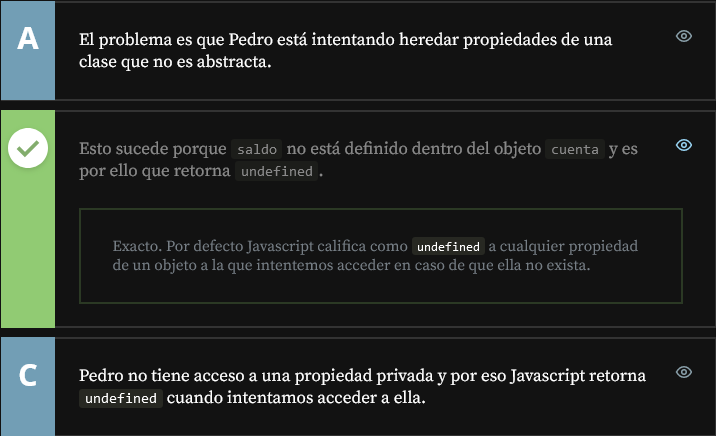 A
El problema es que Pedro está intentando heredar propiedades de una
clase que no es abstracta.
Esto sucede porque saldo no está definido dentro del objeto cuenta y es
por ello que retorna undefined.
Exacto. Por defecto Javascript califica como undefined a cualquier propiedad
de un objeto a la que intentemos acceder en caso de que ella no exista.
C
Pedro no tiene acceso a una propiedad privada y por eso Javascript retorna
undefined cuando intentamos acceder a ella.